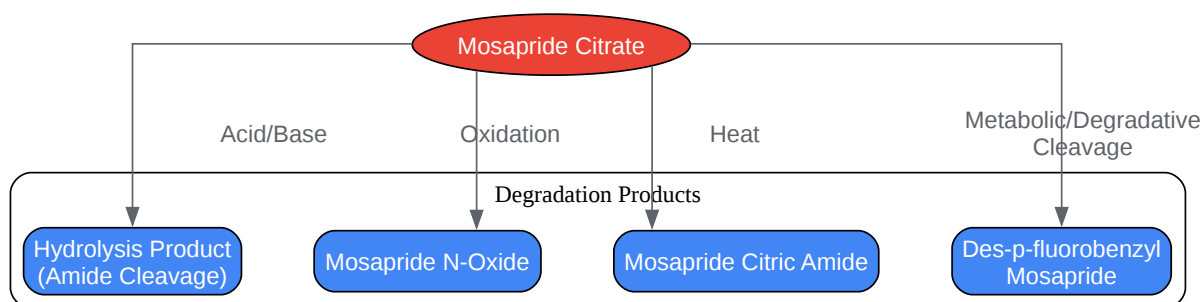 Mosapride Citrate
Acid/Base
Oxidation
Heat
Metabolic/Degradative
Cleavage
Degradation Products
Hydrolysis Product
(Amide Cleavage)
Mosapride N-Oxide
Mosapride Citric Amide
Des-p-fluorobenzyl
Mosapride